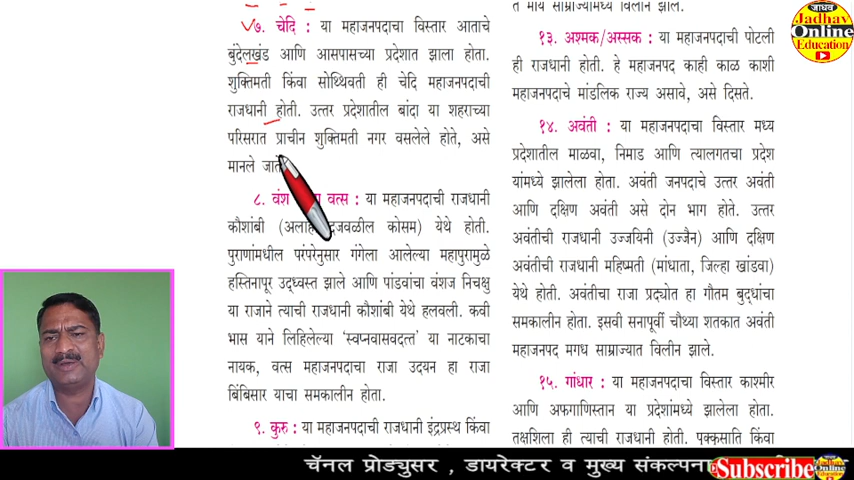 ७. चेदि : या महाजनपदाचा विस्तार आताचे
बुंदेलखंड आणि आसपासच्या प्रदेशात झाला होता.
शुक्तिमती किंवा सोथ्थिवती ही चेदि महाजनपदाची
राजधानी होती. उत्तर प्रदेशातील बांदा या शहराच्या
परिसरात प्राचीन शुक्तिमती नगर वसलेले होते, असे
मानले
८. वंश वत्स : या महाजनपदाची राजधानी
कौशांबी कोसम) येथे होती.
पुराणांमधील परंपरेनुसार गंगेला आलेल्या महापुरामुळे
हस्तिनापूर उद्ध्वस्त झाले आणि पांडवांचा वंशज निचक्षु
या राजाने त्याची राजधानी कौशांबी येथे हलवली. कवी
भास याने लिहिलेल्या ‘स्वप्नवासवदत्त’ या नाटकाचा
नायक, वत्स महाजनपदाचा राजा उदयन हा राजा
बिंबिसार याचा समकालीन होता.
९. कुरु : या महाजनपदाची राजधानी इंद्रप्रस्थ किंवा
साम्राज्यामध्ये विलीन झाले.
१३. अश्मक/अस्सक : या महाजनपदाची पोटली
ही राजधानी होती. हे महाजनपद काही काळ काशी
महाजनपदाचे मांडलिक राज्य असावे, असे दिसते.
१४. अवंती : या महाजनपदाचा विस्तार मध्य
प्रदेशातील माळवा, निमाड आणि त्यालगतचा प्रदेश
यांमध्ये झालेला होता. अवंती जनपदाचे उत्तर अवंती
आणि दक्षिण अवंती असे दोन भाग होते. उत्तर
अवंतीची राजधानी उज्जयिनी (उज्जैन) आणि दक्षिण
अवंतीची राजधानी महिष्मती (मांधाता, जिल्हा खांडवा)
येथे होती. अवंतीचा राजा प्रद्योत हा गौतम बुद्धांचा
समकालीन होता. इसवी सनापूर्वी चौथ्या शतकात अवंती
महाजनपद मगध साम्राज्यात विलीन झाले.
१५. गांधार : या महाजनपदाचा विस्तार काश्मीर
आणि अफगाणिस्तान या प्रदेशांमध्ये झालेला होता.
तक्षशिला ही त्याची राजधानी होती. पुक्कुसाति किंवा
जाधव
Jadhav
Online
Education
चॅनल प्रोड्युसर , डायरेक्टर व मुख्य संकल्पना
Subscribe